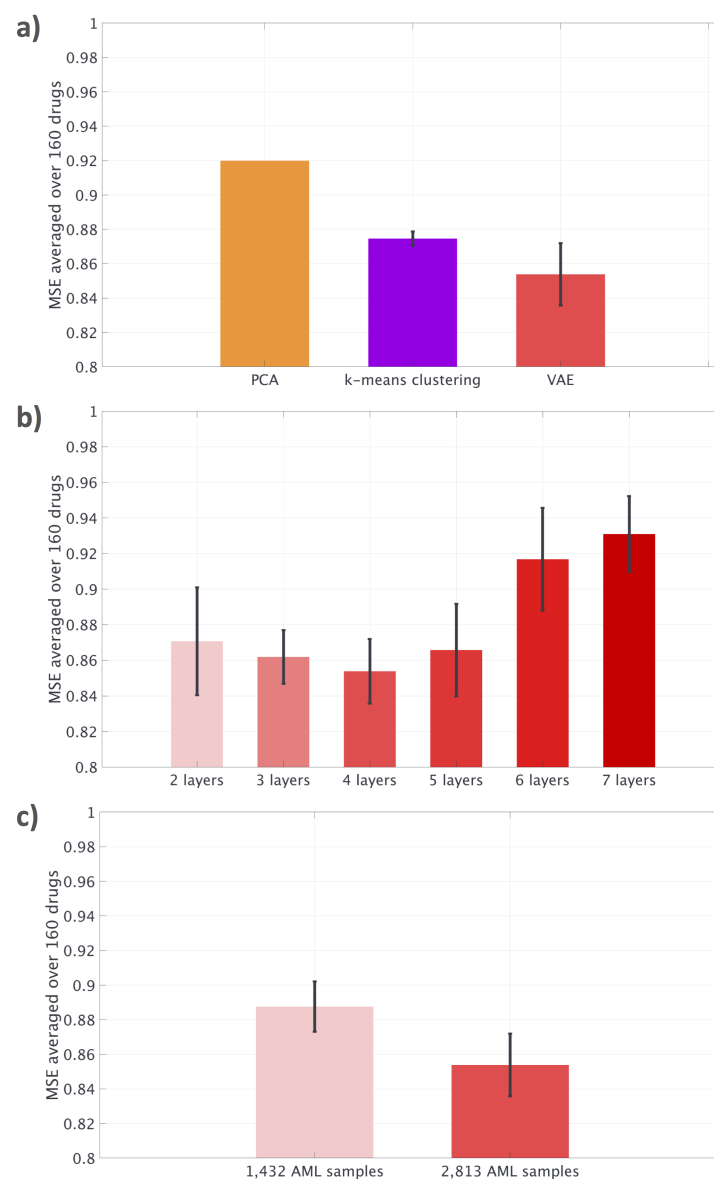 a)
MSE averaged over 160 drugs
1
0.98
0.96
0.94
0.92
0.9
0.88
0.86
0.84
0.82
0.8
PCA
k-means clustering
VAE
b)
MSE averaged over 160 drugs
1
0.98
0.96
0.94
0.92
0.9
0.88
0.86
0.84
0.82
0.8
2 layers
3 layers
4 layers
5 layers
6 layers
7 layers
c)
MSE averaged over 160 drugs
1
0.98
0.96
0.94
0.92
0.9
0.88
0.86
0.84
0.82
0.8
1,432 AML samples
2,813 AML samples